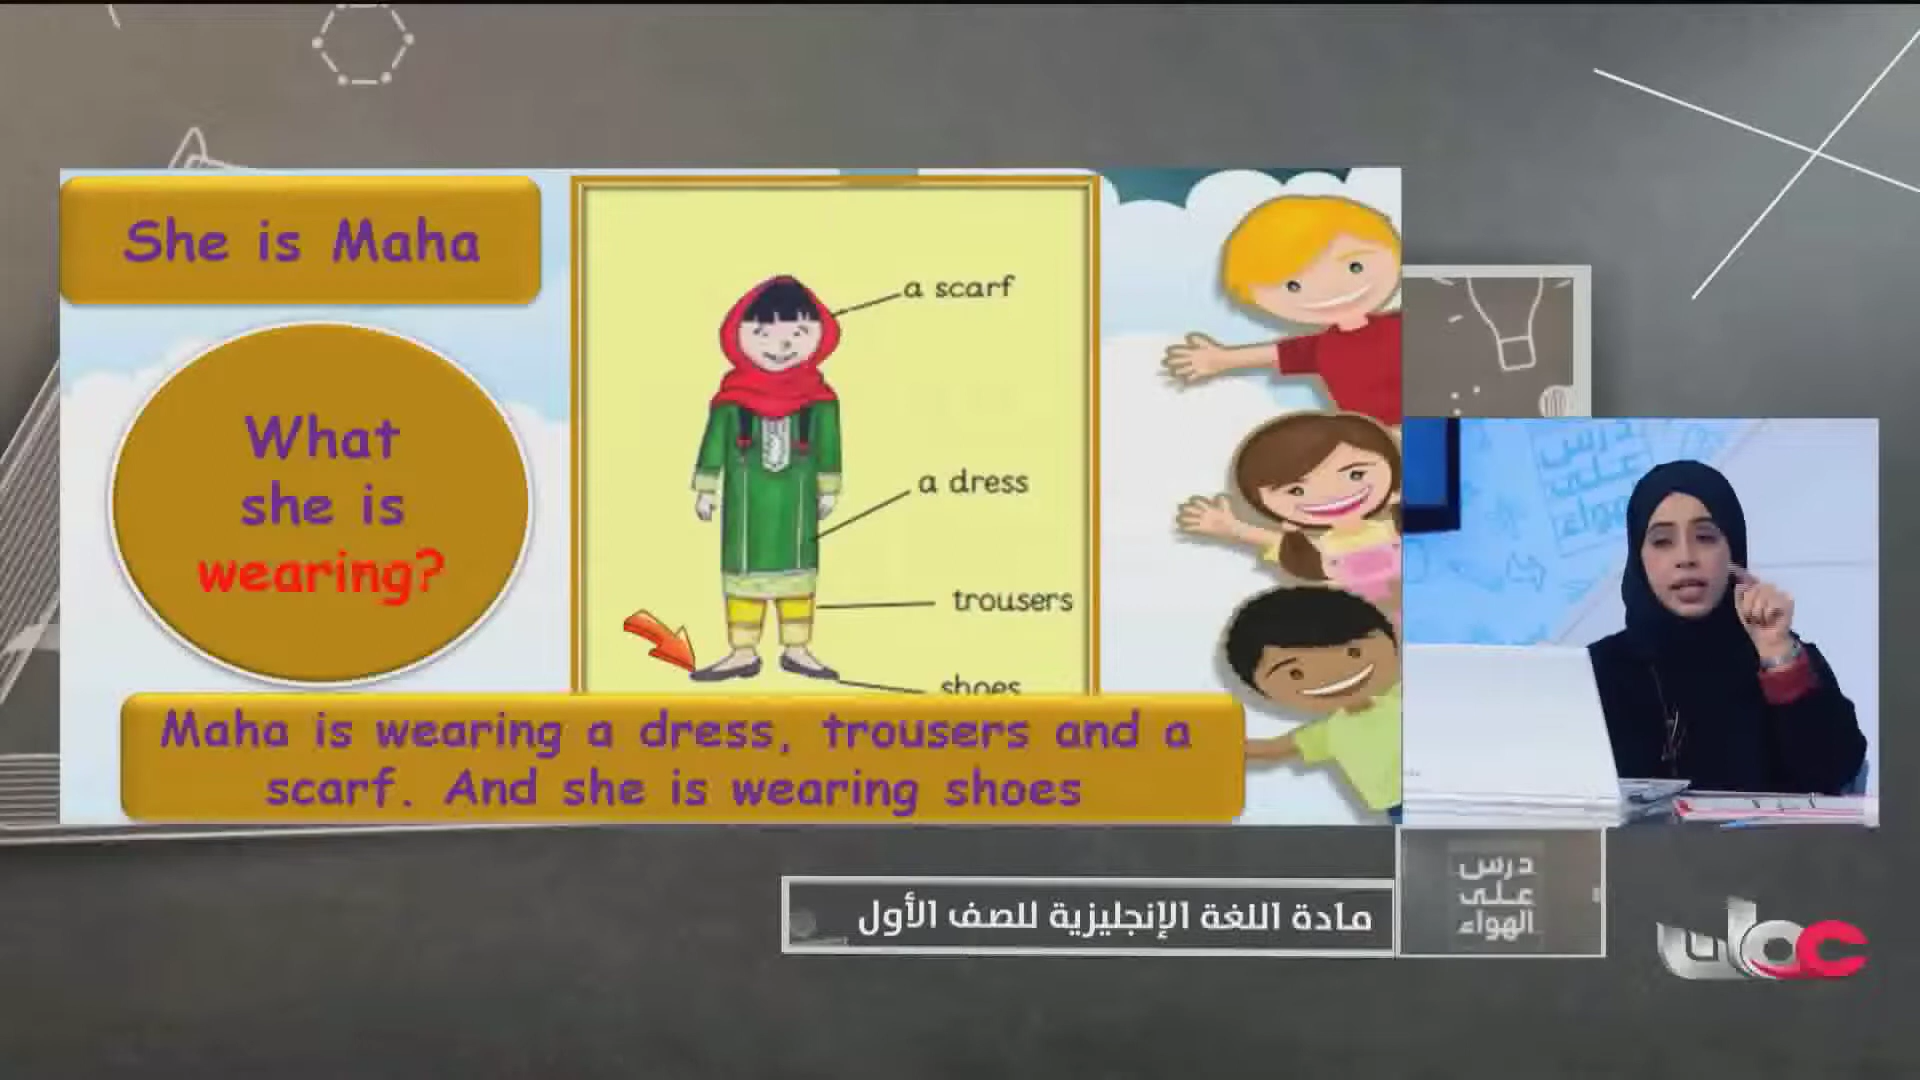 She is Maha
What
she is
wearing?
a scarf
a dress
trousers
shoes
Maha is wearing a dress, trousers and a
scarf. And she is wearing shoes
درس
على
الهواء
مادة اللغة الإنجليزية للصف الأول
درس
على
الهواء
عمان